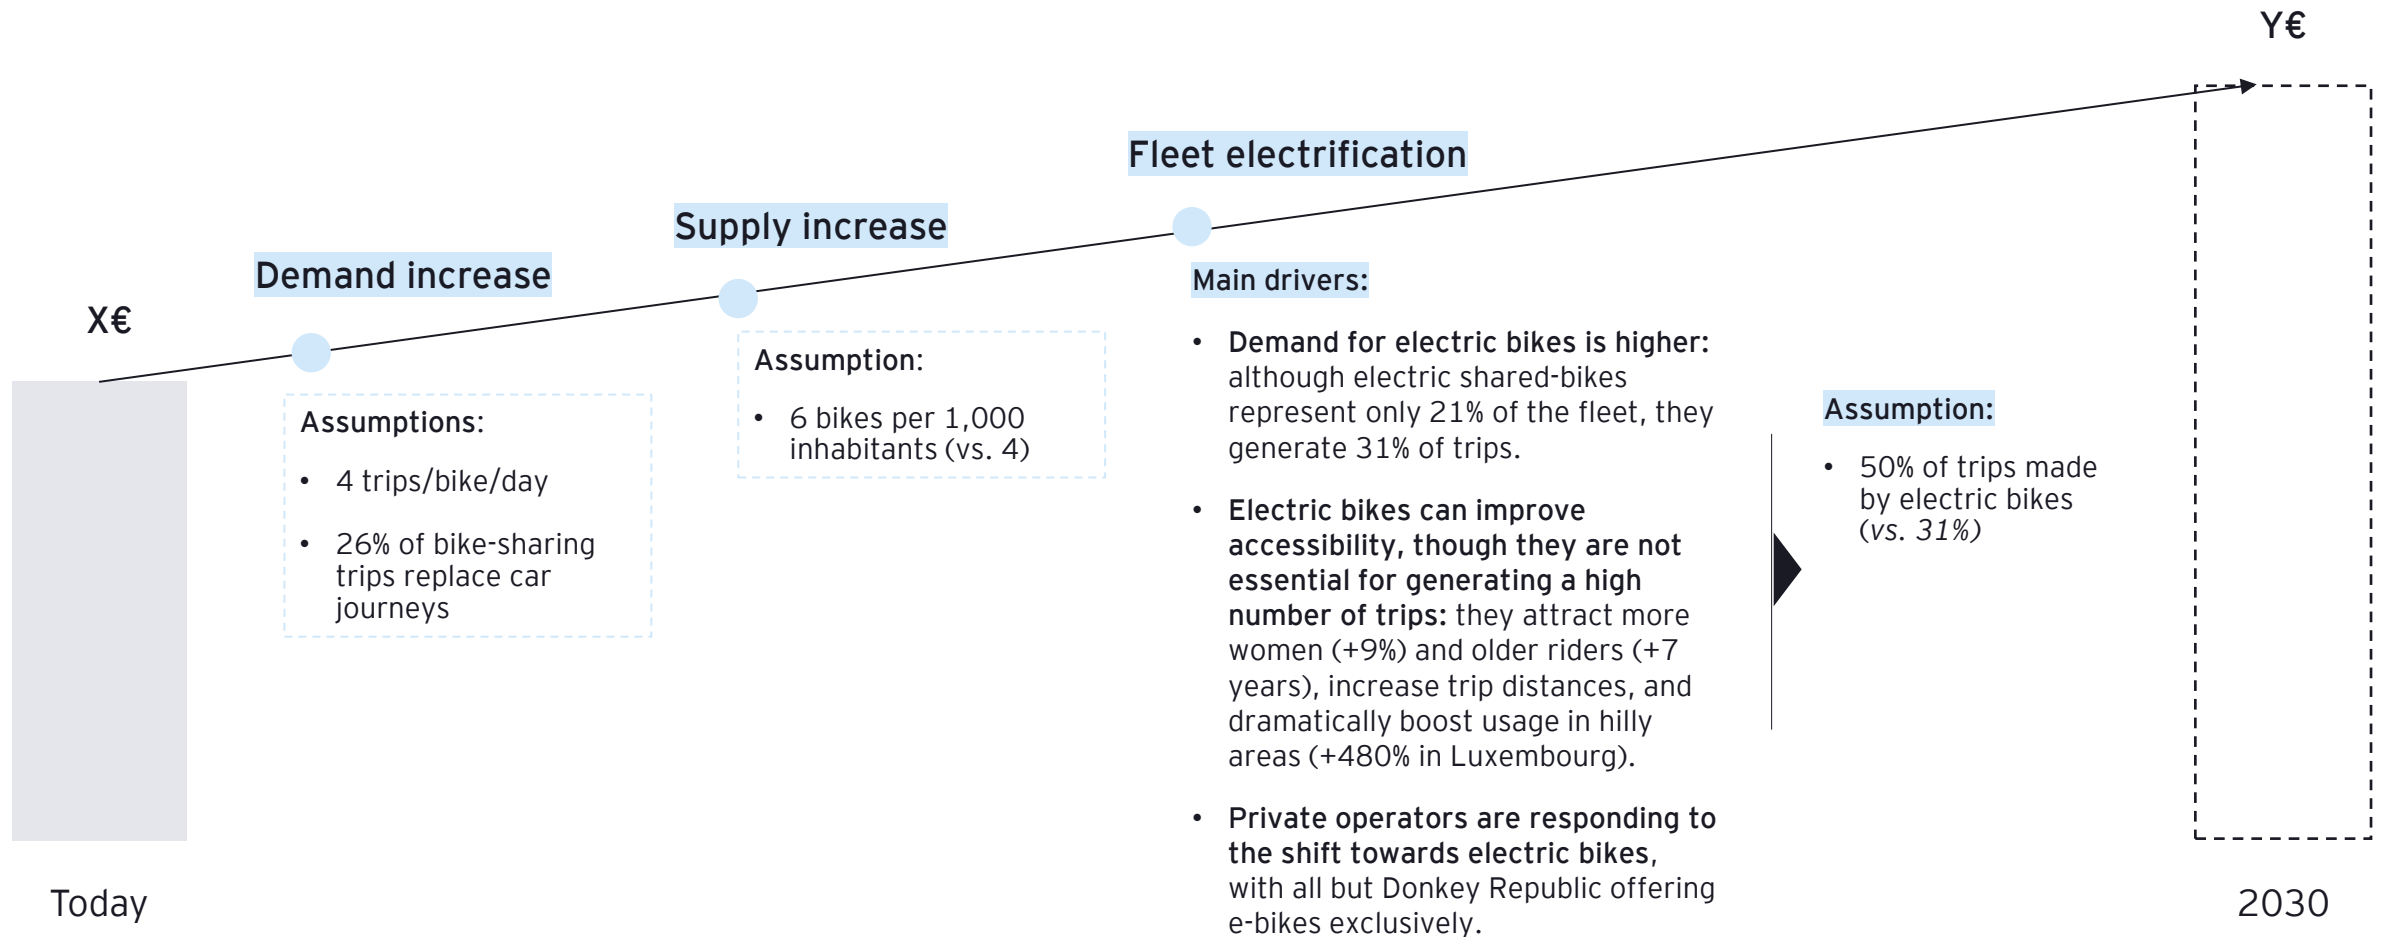 Y€
Fleet electrification
Supply increase
Demand increase
X€
Assumptions:
• 4 trips/bike/day
• 26% of bike-sharing
trips replace car
journeys
Assumption:
• 6 bikes per 1,000
inhabitants (vs. 4)
Main drivers:
• Demand for electric bikes is higher:
although electric shared-bikes
represent only 21% of the fleet, they
generate 31% of trips.
• Electric bikes can improve
accessibility, though they are not
essential for generating a high
number of trips: they attract more
women (+9%) and older riders (+7
years), increase trip distances, and
dramatically boost usage in hilly
areas (+480% in Luxembourg).
• Private operators are responding to
the shift towards electric bikes,
with all but Donkey Republic offering
e-bikes exclusively.
Assumption:
• 50% of trips made
by electric bikes
(vs. 31%)
Today
2030